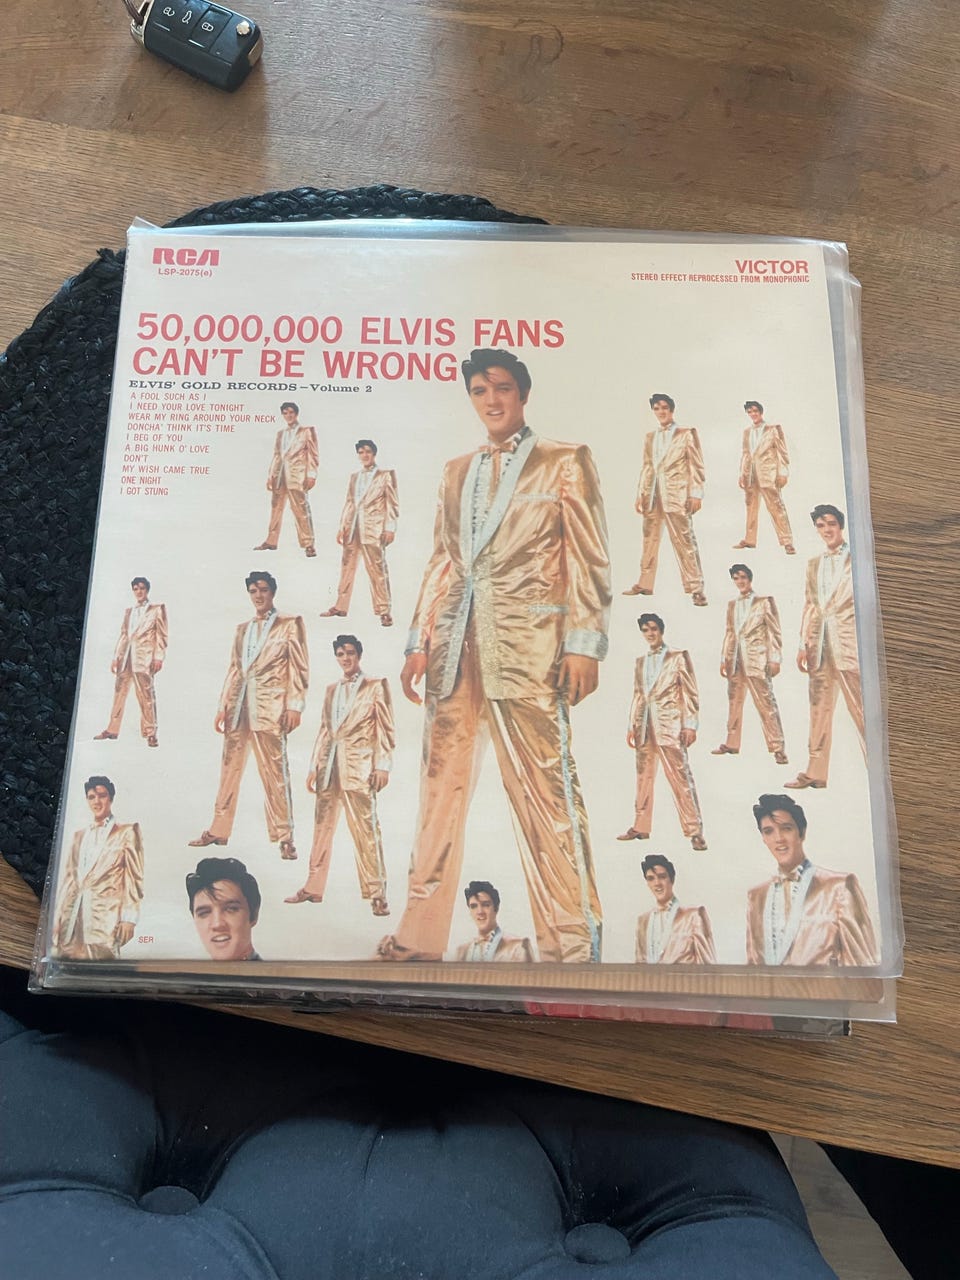 RCA
LSP-2075(e)
VICTOR
STEREO EFFECT REPROCESSED FROM MONOPHONIC
50,000,000 ELVIS FANS
CAN'T BE WRONG
ELVIS' GOLD RECORDS—Volume 2
A FOOL SUCH AS I
I NEED YOUR LOVE TONIGHT
WEAR MY RING AROUND YOUR NECK
DONCHA' THINK IT'S TIME
I BEG OF YOU
A BIG HUNK O' LOVE
DON'T
MY WISH CAME TRUE
ONE NIGHT
I GOT STUNG
SER